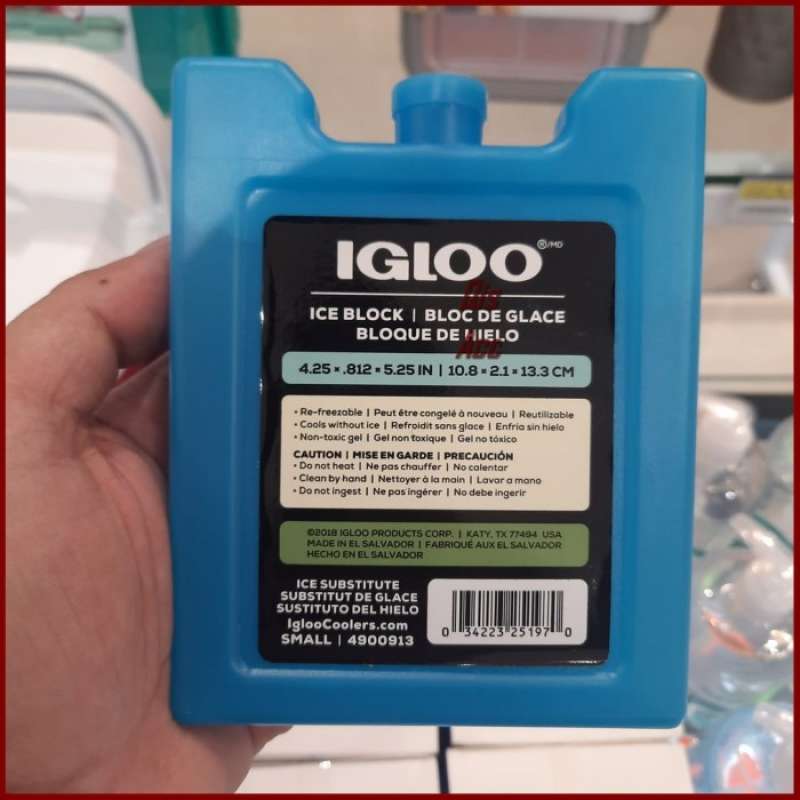 IGLOO ®/MD
ICE BLOCK | BLOC DE GLACE
BLOQUE DE HIELO
4.25 × .812 × 5.25 IN | 10.8 × 2.1 × 13.3 CM
• Re-freezable | Peut être congelé à nouveau | Reutilizable
• Cools without ice | Refroidit sans glace | Enfría sin hielo
• Non-toxic gel | Gel non toxique | Gel no tóxico
CAUTION | MISE EN GARDE | PRECAUCIÓN
• Do not heat | Ne pas chauffer | No calentar
• Clean by hand | Nettoyer à la main | Lavar a mano
• Do not ingest | Ne pas ingérer | No debe ingerir
©2018 IGLOO PRODUCTS CORP. | KATY, TX 77494 USA
MADE IN EL SALVADOR | FABRIQUÉ AUX EL SALVADOR
HECHO EN EL SALVADOR
ICE SUBSTITUTE
SUBSTITUT DE GLACE
SUSTITUTO DEL HIELO
IglooCoolers.com
SMALL | 4900913
0 34223 25197 0